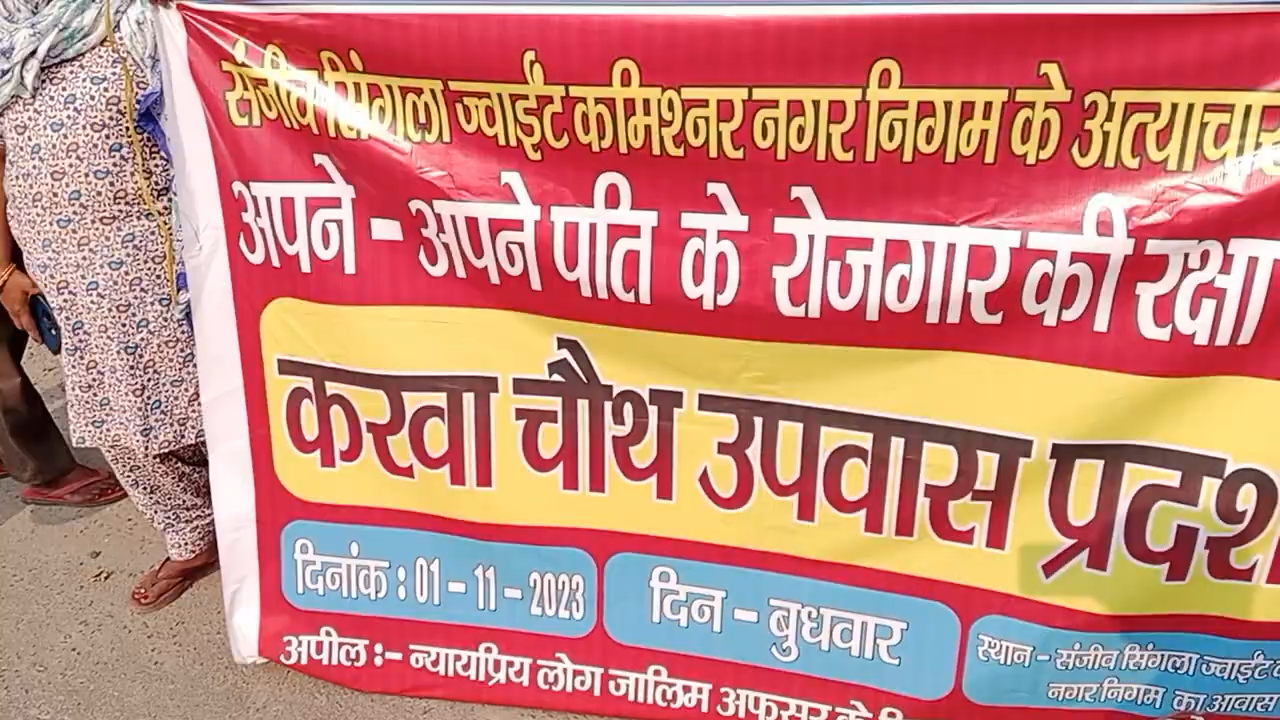 संजीव सिंगला ज्वाईंट कमिश्नर नगर निगम के अत्याचार
अपने - अपने पति के रोजगार की रक्षा
करवा चौथ उपवास
दिनांक : 01 - 11 - 2023
दिन - बुधवार
स्थान - संजीव सिंगला ज्वाईंट
नगर निगम का आवास
अपील :- न्यायप्रिय लोग जालिम अफसर के